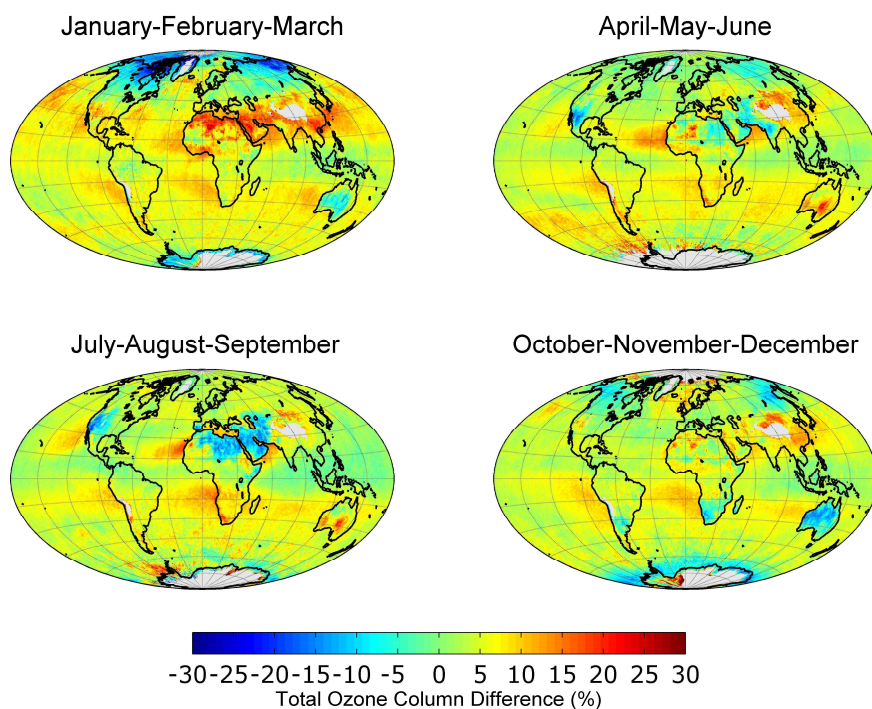 January-February-March
April-May-June
July-August-September
October-November-December
-30 -25 -20 -15 -10 -5 0 5 10 15 20 25 30
Total Ozone Column Difference (%)